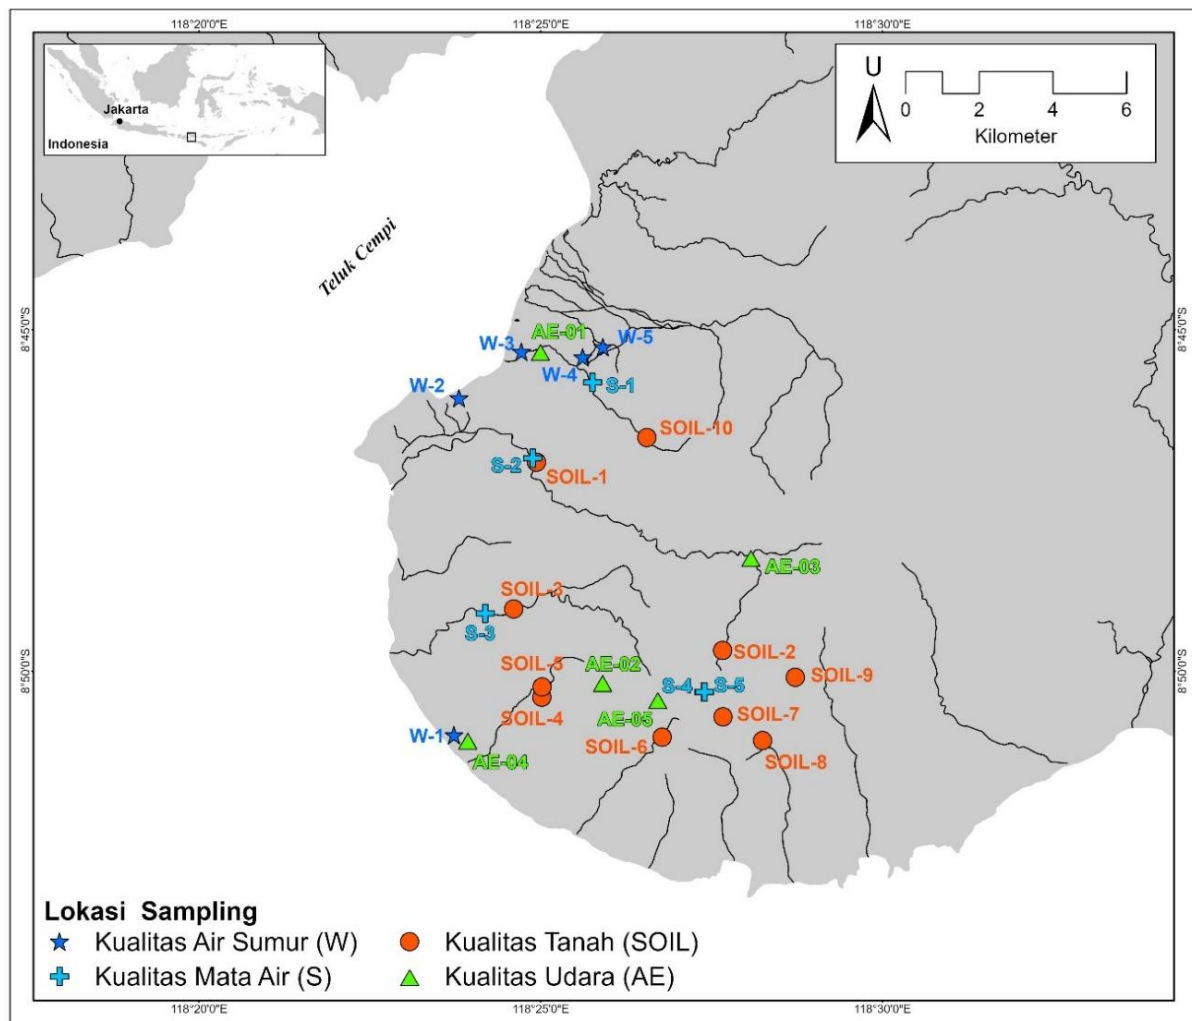 118°20'0"E
118°25'0"E
118°30'0"E
Jakarta
Indonesia
U
0 2 4 6
Kilometer
Teluk Cempi
8°45'0"S
8°45'0"S
AE-01
W-3
W-5
W-4
S-1
W-2
SOIL-10
S-2
SOIL-1
AE-03
SOIL-3
S-3
SOIL-2
SOIL-5
AE-02
S-4
S-5
SOIL-9
8°50'0"S
8°50'0"S
SOIL-4
AE-05
SOIL-7
W-1
SOIL-6
AE-04
SOIL-8
Lokasi Sampling
Kualitas Air Sumur (W)
Kualitas Tanah (SOIL)
Kualitas Mata Air (S)
Kualitas Udara (AE)
118°20'0"E
118°25'0"E
118°30'0"E